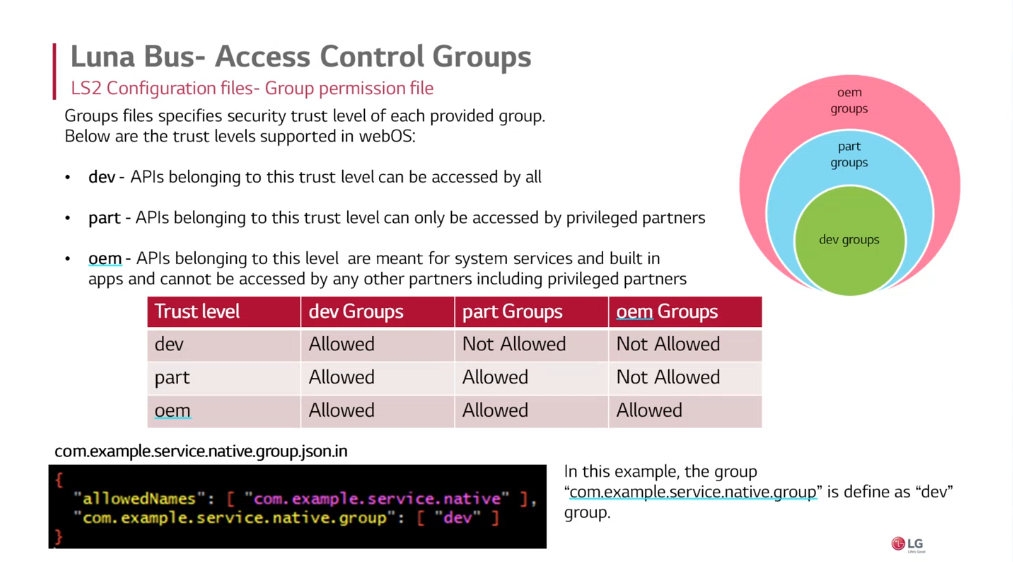 Luna Bus- Access Control Groups
LS2 Configuration files- Group permission file
Groups files specifies security trust level of each provided group.
Below are the trust levels supported in webOS:
• dev - APIs belonging to this trust level can be accessed by all
• part - APIs belonging to this trust level can only be accessed by privileged partners
• oem - APIs belonging to this level are meant for system services and built in
apps and cannot be accessed by any other partners including privileged partners
oem
groups
part
groups
dev groups
Trust level dev Groups part Groups oem Groups
dev Allowed Not Allowed Not Allowed
part Allowed Allowed Not Allowed
oem Allowed Allowed Allowed
com.example.service.native.group.json.in
{
"allowedNames": [ "com.example.service.native" ],
"com.example.service.native.group": [ "dev" ]
}
In this example, the group
“com.example.service.native.group” is define as “dev”
group.
LG
Life's Good